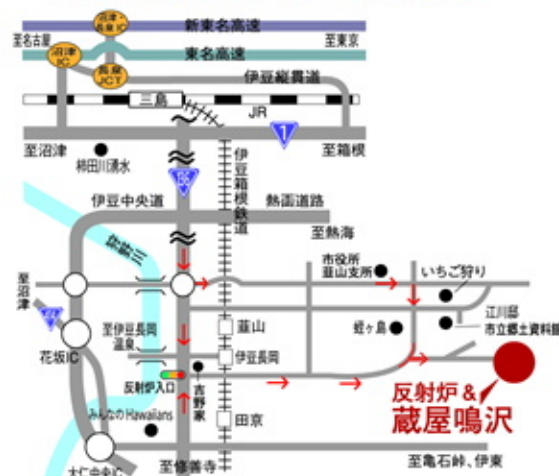 沼津・
長泉IC
新東名高速
至名古屋
至東京
沼津
IC
東名高速
長泉
JCT
伊豆縦貫道
三島
JR
1
至沼津
至箱根
柿田川湧水
136
伊豆箱根鉄道
伊豆中央道
熱函道路
至熱海
狩野川
市役所
韮山支所
いちご狩り
至沼津
江川邸
市立郷土資料館
蛭ヶ島
韮山
至伊豆長岡
温泉
花坂IC
伊豆長岡
反射炉入口
吉野家
反射炉&
蔵屋鳴沢
みんなのHawaiians
田京
大仁中央IC
至修善寺
至亀石峠、伊東